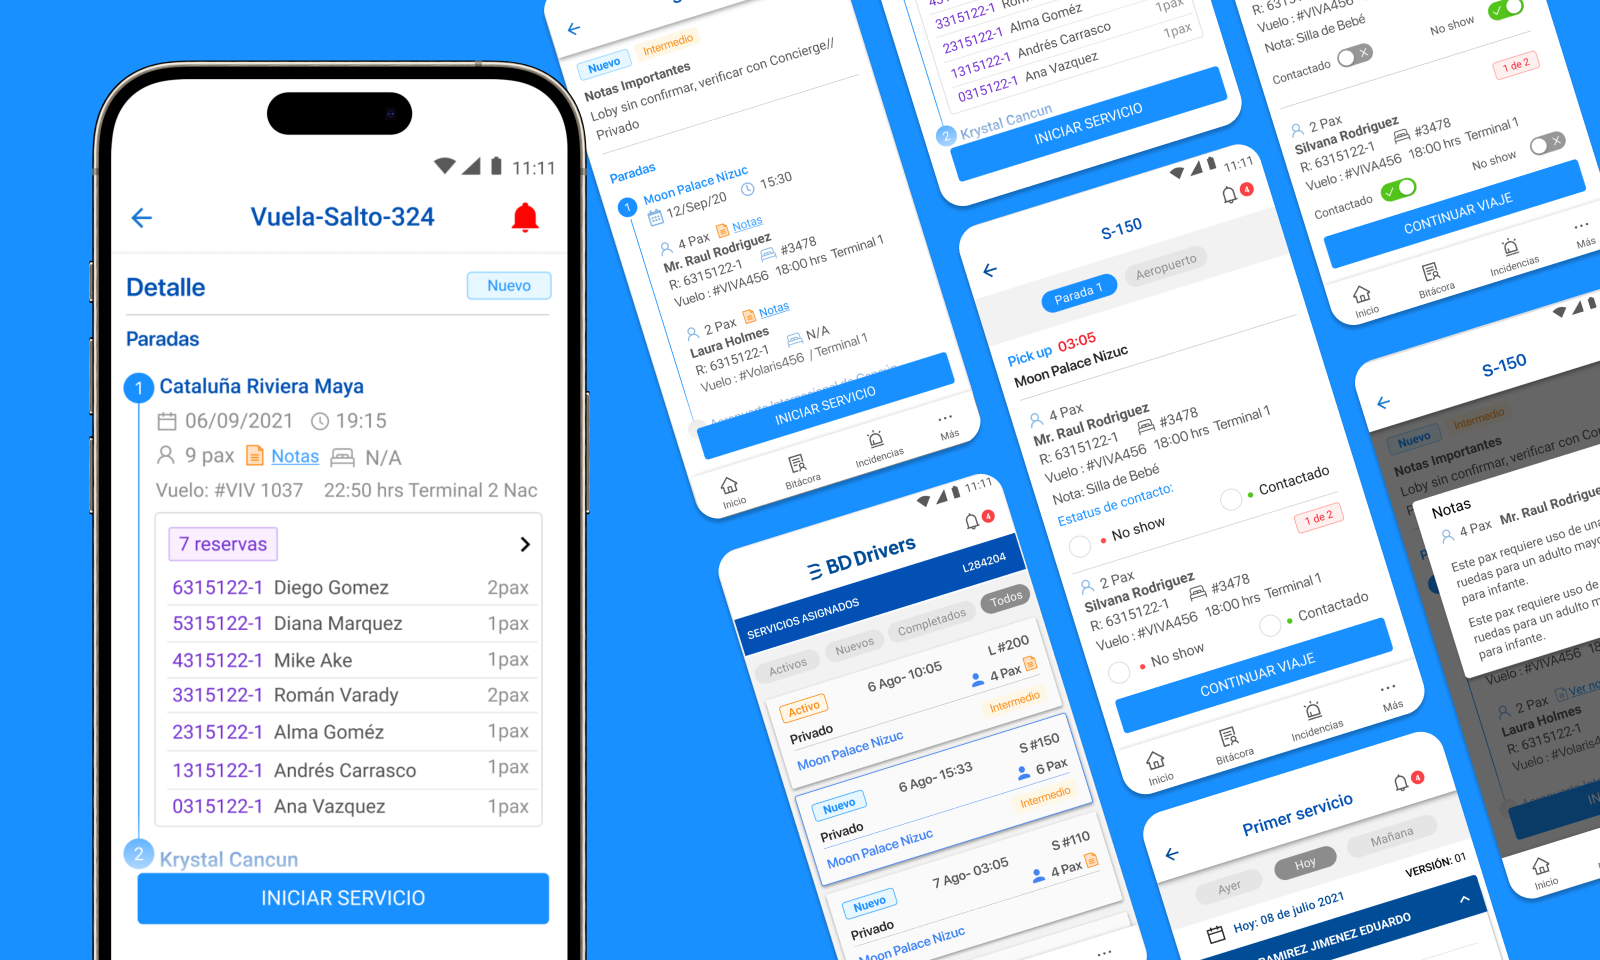 11:11
Vuela-Salto-324
Detalle
Nuevo
Paradas
1 Cataluña Riviera Maya
06/09/2021 19:15
9 pax Notas N/A
Vuelo: #VIV 1037 22:50 hrs Terminal 2 Nac
7 reservas
6315122-1 Diego Gomez 2pax
5315122-1 Diana Marquez 1pax
4315122-1 Mike Ake 1pax
3315122-1 Román Varady 2pax
2315122-1 Alma Goméz 1pax
1315122-1 Andrés Carrasco 1pax
0315122-1 Ana Vazquez 1pax
2 Krystal Cancun
INICIAR SERVICIO
Nuevo Intermedio
Notas Importantes
Loby sin confirmar, verificar con Concierge//
Privado
Paradas
1 Moon Palace Nizuc
12/Sep/20 15:30
4 Pax Notas
Mr. Raul Rodriguez
R: 6315122-1 #3478
Vuelo : #VIVA456 18:00 hrs Terminal 1
2 Pax Notas
Laura Holmes
R: 6315122-1 N/A
Vuelo : #Volaris456 / Terminal 1
INICIAR SERVICIO
Inicio
Bitácora
Incidencias
Más
3315122-1
2315122-1 Alma Goméz 1pax
1315122-1 Andrés Carrasco 1pax
0315122-1 Ana Vazquez
2 Krystal Cancun
INICIAR SERVICIO
Vuelo : #VIVA456
Nota: Silla de Bebé
No show
Contactado
1 de 2
2 Pax
Silvana Rodriguez
R: 6315122-1 #3478
Vuelo : #VIVA456 18:00 hrs Terminal 1
No show
Contactado
CONTINUAR VIAJE
Inicio
Bitácora
Incidencias
Más
11:11
4
S-150
Parada 1
Aeropuerto
Pick up 03:05
Moon Palace Nizuc
4 Pax
Mr. Raul Rodriguez
R: 6315122-1 #3478
Vuelo : #VIVA456 18:00 hrs Terminal 1
Nota: Silla de Bebé
Estatus de contacto:
No show
Contactado
1 de 2
2 Pax
Silvana Rodriguez
R: 6315122-1 #3478
Vuelo : #VIVA456 18:00 hrs Terminal 1
No show
Contactado
CONTINUAR VIAJE
Inicio
Bitácora
Incidencias
Más
11:11
4
BD Drivers
SERVICIOS ASIGNADOS L284204
Activos Nuevos Completados Todos
6 Ago- 10:05 L #200
Activo
4 Pax
Privado
Intermedio
Moon Palace Nizuc
6 Ago- 15:33 S #150
Nuevo
6 Pax
Privado
Intermedio
Moon Palace Nizuc
7 Ago- 03:05 S #110
Nuevo
4 Pax
Privado
Moon Palace Nizuc
S-150
Nuevo Intermedio
Notas Importantes
Loby sin confirmar, verificar con
Notas
4 Pax Mr. Raul
Este pax requiere uso de una
ruedas para un adulto
para infante.
Este pax requiere uso de
ruedas para un adulto
para infante.
Vuelo : #VIVA456
2 Pax Ver
Laura Holmes
R: 6315122-1
Inicio
4
Primer servicio
Ayer Hoy Mañana
VERSIÓN: 01
Hoy: 08 de julio 2021
RAMIREZ JIMENEZ EDUARDO